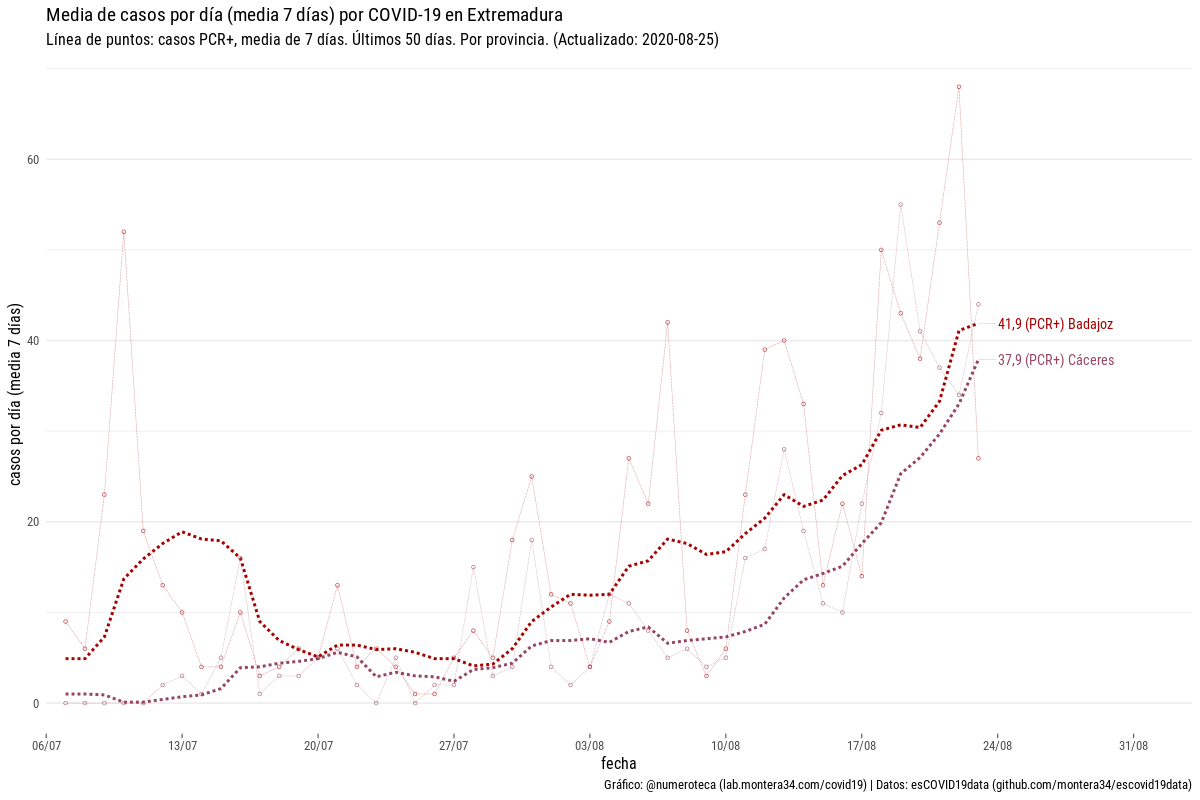 Media de casos por día (media 7 días) por COVID-19 en Extremadura
Línea de puntos: casos PCR+, media de 7 días. Últimos 50 días. Por provincia. (Actualizado: 2020-08-25)
casos por día (media 7 días)
60
40
20
0
41,9 (PCR+) Badajoz
37,9 (PCR+) Cáceres
06/07
13/07
20/07
27/07
03/08
10/08
17/08
24/08
31/08
fecha
Gráfico: @numeroteca (lab.montera34.com/covid19) | Datos: esCOVID19data (github.com/montera34/escovid19data)